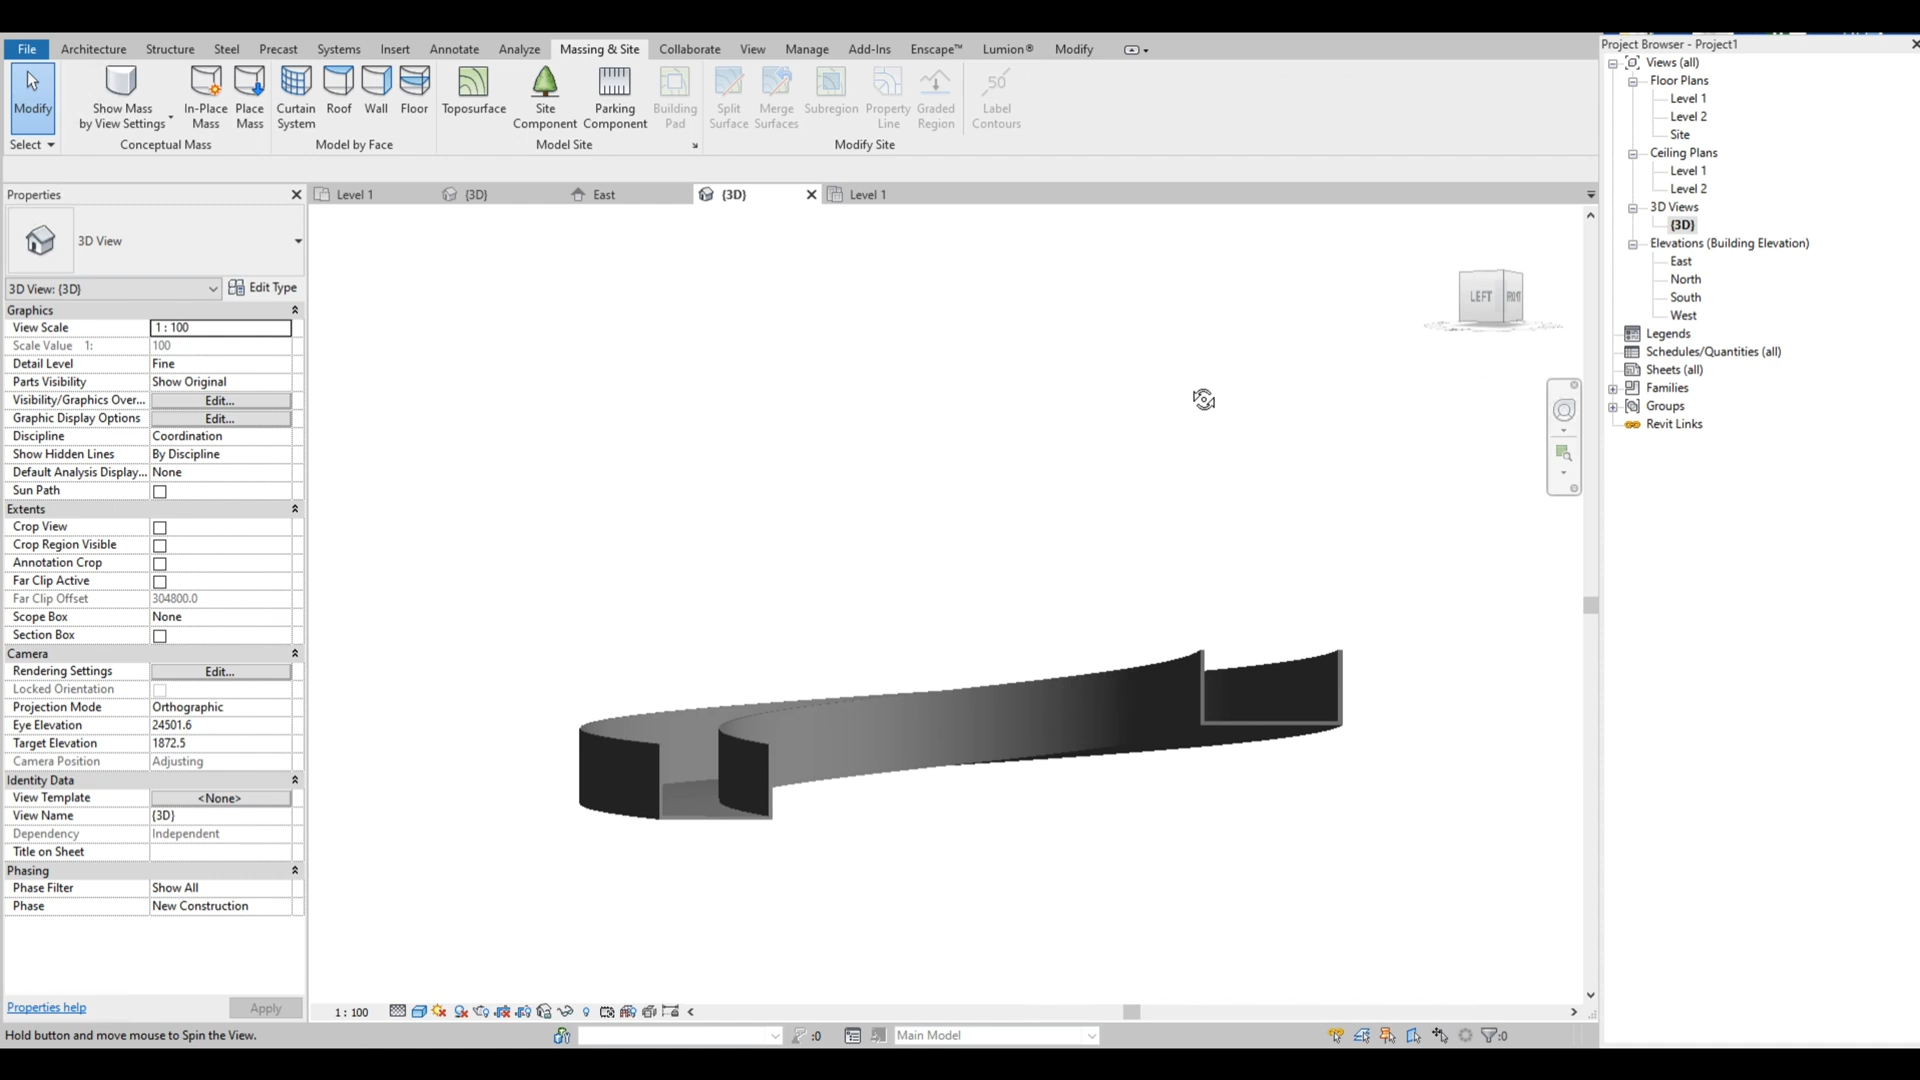 File Architecture Structure Steel Precast Systems Insert Annotate Analyze Massing & Site Collaborate View Manage Add-Ins Enscape™ Lumion® Modify
Modify
Select
Show Mass
by View Settings
In-Place
Mass
Place
Mass
Conceptual Mass
Curtain
System
Roof
Wall
Floor
Model by Face
Toposurface
Site
Component
Parking
Component
Building
Pad
Model Site
Split
Surface
Merge
Surfaces
Subregion
Property
Line
Graded
Region
50
Label
Contours
Modify Site
Properties
3D View
3D View: {3D}
Edit Type
Graphics
View Scale 1 : 100
Scale Value 1: 100
Detail Level Fine
Parts Visibility Show Original
Visibility/Graphics Over... Edit...
Graphic Display Options Edit...
Discipline Coordination
Show Hidden Lines By Discipline
Default Analysis Display... None
Sun Path
Extents
Crop View
Crop Region Visible
Annotation Crop
Far Clip Active
Far Clip Offset 304800.0
Scope Box None
Section Box
Camera
Rendering Settings Edit...
Locked Orientation
Projection Mode Orthographic
Eye Elevation 24501.6
Target Elevation 1872.5
Camera Position Adjusting
Identity Data
View Template <None>
View Name {3D}
Dependency Independent
Title on Sheet
Phasing
Phase Filter Show All
Phase New Construction
Properties help
Apply
Level 1 {3D} East {3D} Level 1
LEFT
1 : 100
Hold button and move mouse to Spin the View.
:0
Main Model
:0
Project Browser - Project1
Views (all)
Floor Plans
Level 1
Level 2
Site
Ceiling Plans
Level 1
Level 2
3D Views
{3D}
Elevations (Building Elevation)
East
North
South
West
Legends
Schedules/Quantities (all)
Sheets (all)
Families
Groups
Revit Links